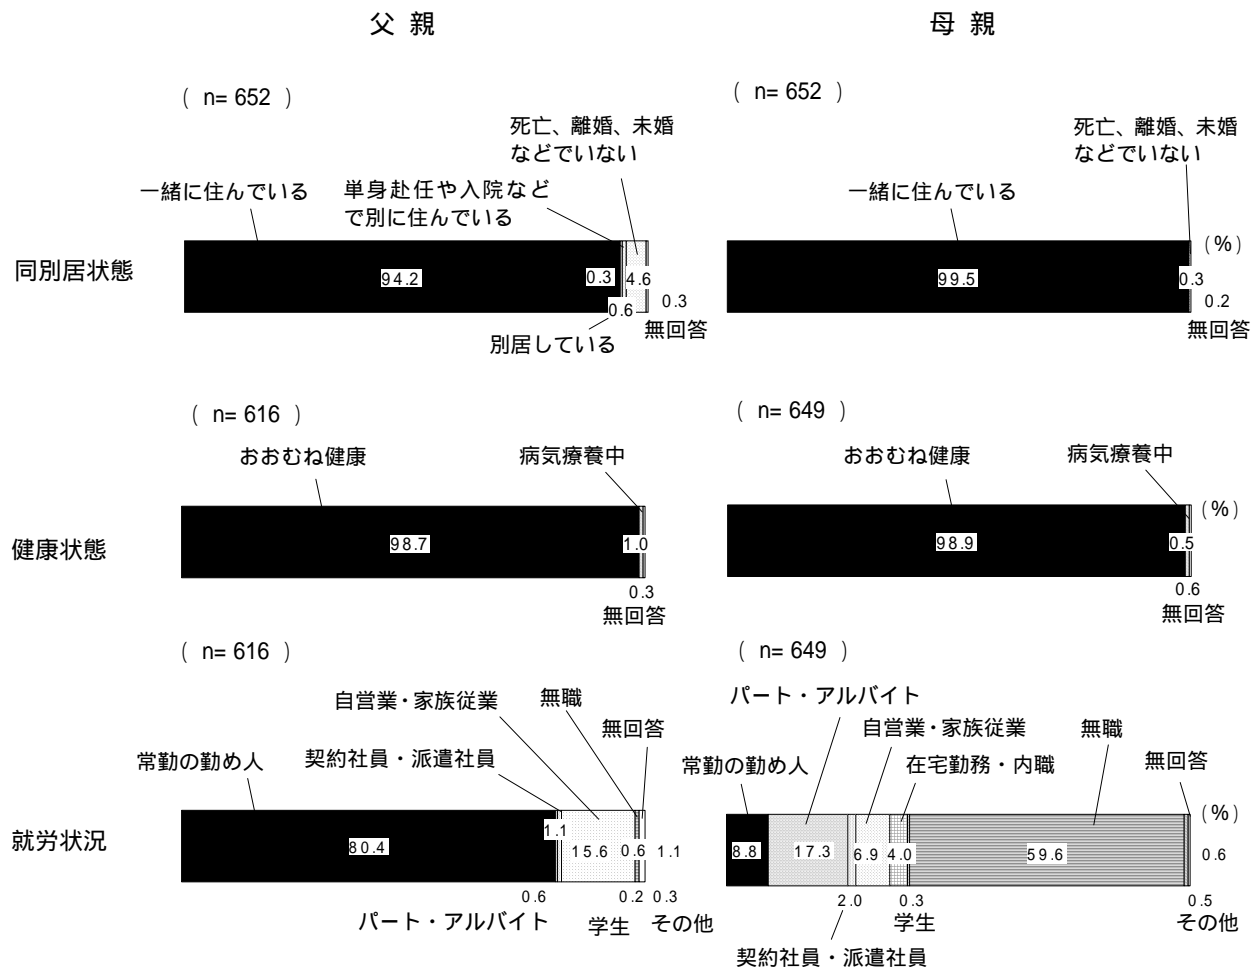 父 親
母 親
( n= 652 )
( n= 652 )
死亡、離婚、未婚
などでいない
死亡、離婚、未婚
などでいない
一緒に住んでいる
単身赴任や入院など
で別に住んでいる
一緒に住んでいる
(%)
同別居状態
94.2
0.3
4.6
0.6
0.3
99.5
0.3
0.2
別居している
無回答
無回答
( n= 616 )
( n= 649 )
おおむね健康
病気療養中
おおむね健康
病気療養中
(%)
健康状態
98.7
1.0
98.9
0.5
0.3
0.6
無回答
無回答
( n= 616 )
( n= 649 )
自営業・家族従業
無職
無回答
契約社員・派遣社員
常勤の勤め人
パート・アルバイト
自営業・家族従業
無職
無回答
常勤の勤め人
在宅勤務・内職
(%)
就労状況
80.4
1.1
15.6
0.6
1.1
8.8
17.3
6.9
4.0
59.6
0.6
0.6
0.2
0.3
2.0
0.3
0.5
パート・アルバイト
学生
その他
学生
その他
契約社員・派遣社員